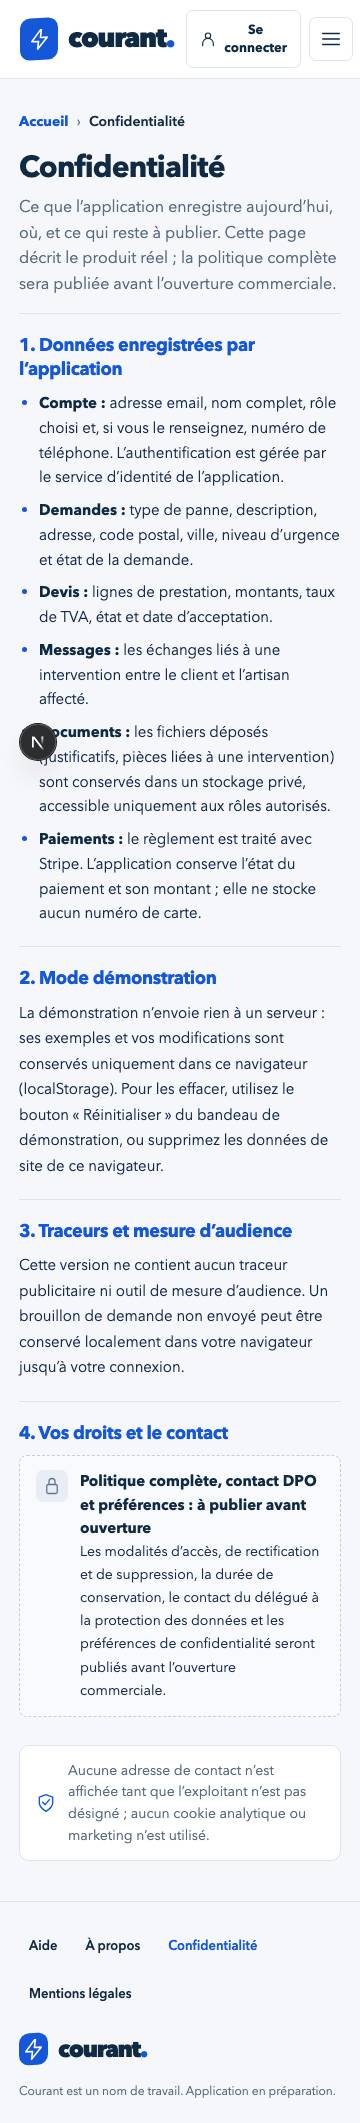 courant.
Se
connecter
Accueil › Confidentialité
Confidentialité
Ce que l’application enregistre aujourd’hui,
où, et ce qui reste à publier. Cette page
décrit le produit réel ; la politique complète
sera publiée avant l’ouverture commerciale.
1. Données enregistrées par
l’application
• Compte : adresse email, nom complet, rôle
choisi et, si vous le renseignez, numéro de
téléphone. L’authentification est gérée par
le service d’identité de l’application.
• Demandes : type de panne, description,
adresse, code postal, ville, niveau d’urgence
et état de la demande.
• Devis : lignes de prestation, montants, taux
de TVA, état et date d’acceptation.
• Messages : les échanges liés à une
intervention entre le client et l’artisan
affecté.
ocuments : les fichiers déposés
N
(justificatifs, pièces liées à une intervention)
sont conservés dans un stockage privé,
accessible uniquement aux rôles autorisés.
• Paiements : le règlement est traité avec
Stripe. L’application conserve l’état du
paiement et son montant ; elle ne stocke
aucun numéro de carte.
2. Mode démonstration
La démonstration n’envoie rien à un serveur :
ses exemples et vos modifications sont
conservés uniquement dans ce navigateur
(localStorage). Pour les effacer, utilisez le
bouton « Réinitialiser » du bandeau de
démonstration, ou supprimez les données de
site de ce navigateur.
3. Traceurs et mesure d’audience
Cette version ne contient aucun traceur
publicitaire ni outil de mesure d’audience. Un
brouillon de demande non envoyé peut être
conservé localement dans votre navigateur
jusqu’à votre connexion.
4. Vos droits et le contact
Politique complète, contact DPO
et préférences : à publier avant
ouverture
Les modalités d’accès, de rectification
et de suppression, la durée de
conservation, le contact du délégué à
la protection des données et les
préférences de confidentialité seront
publiés avant l’ouverture
commerciale.
Aucune adresse de contact n’est
affichée tant que l’exploitant n’est pas
désigné ; aucun cookie analytique ou
marketing n’est utilisé.
Aide À propos Confidentialité
Mentions légales
courant.
Courant est un nom de travail. Application en préparation.